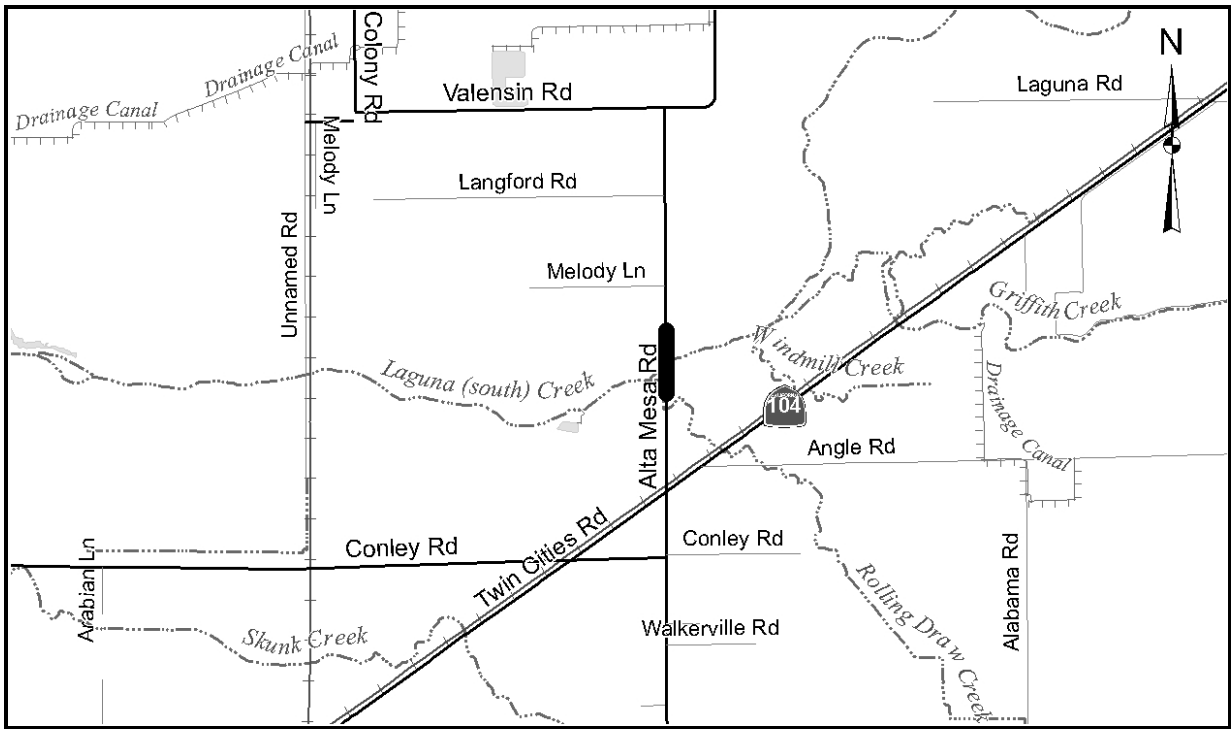 Colony Rd
N
Drainage Canal
Drainage Canal
Valensin Rd
Laguna Rd
Melody Ln
Langford Rd
Unnamed Rd
Melody Ln
Griffith Creek
Windmill Creek
Laguna (south) Creek
Alta Mesa Rd
Drainage Canal
CALIFORNIA
104
Angle Rd
Twin Cities Rd
Conley Rd
Conley Rd
Arabian Ln
Rolling Draw Creek
Alabama Rd
Skunk Creek
Walkerville Rd